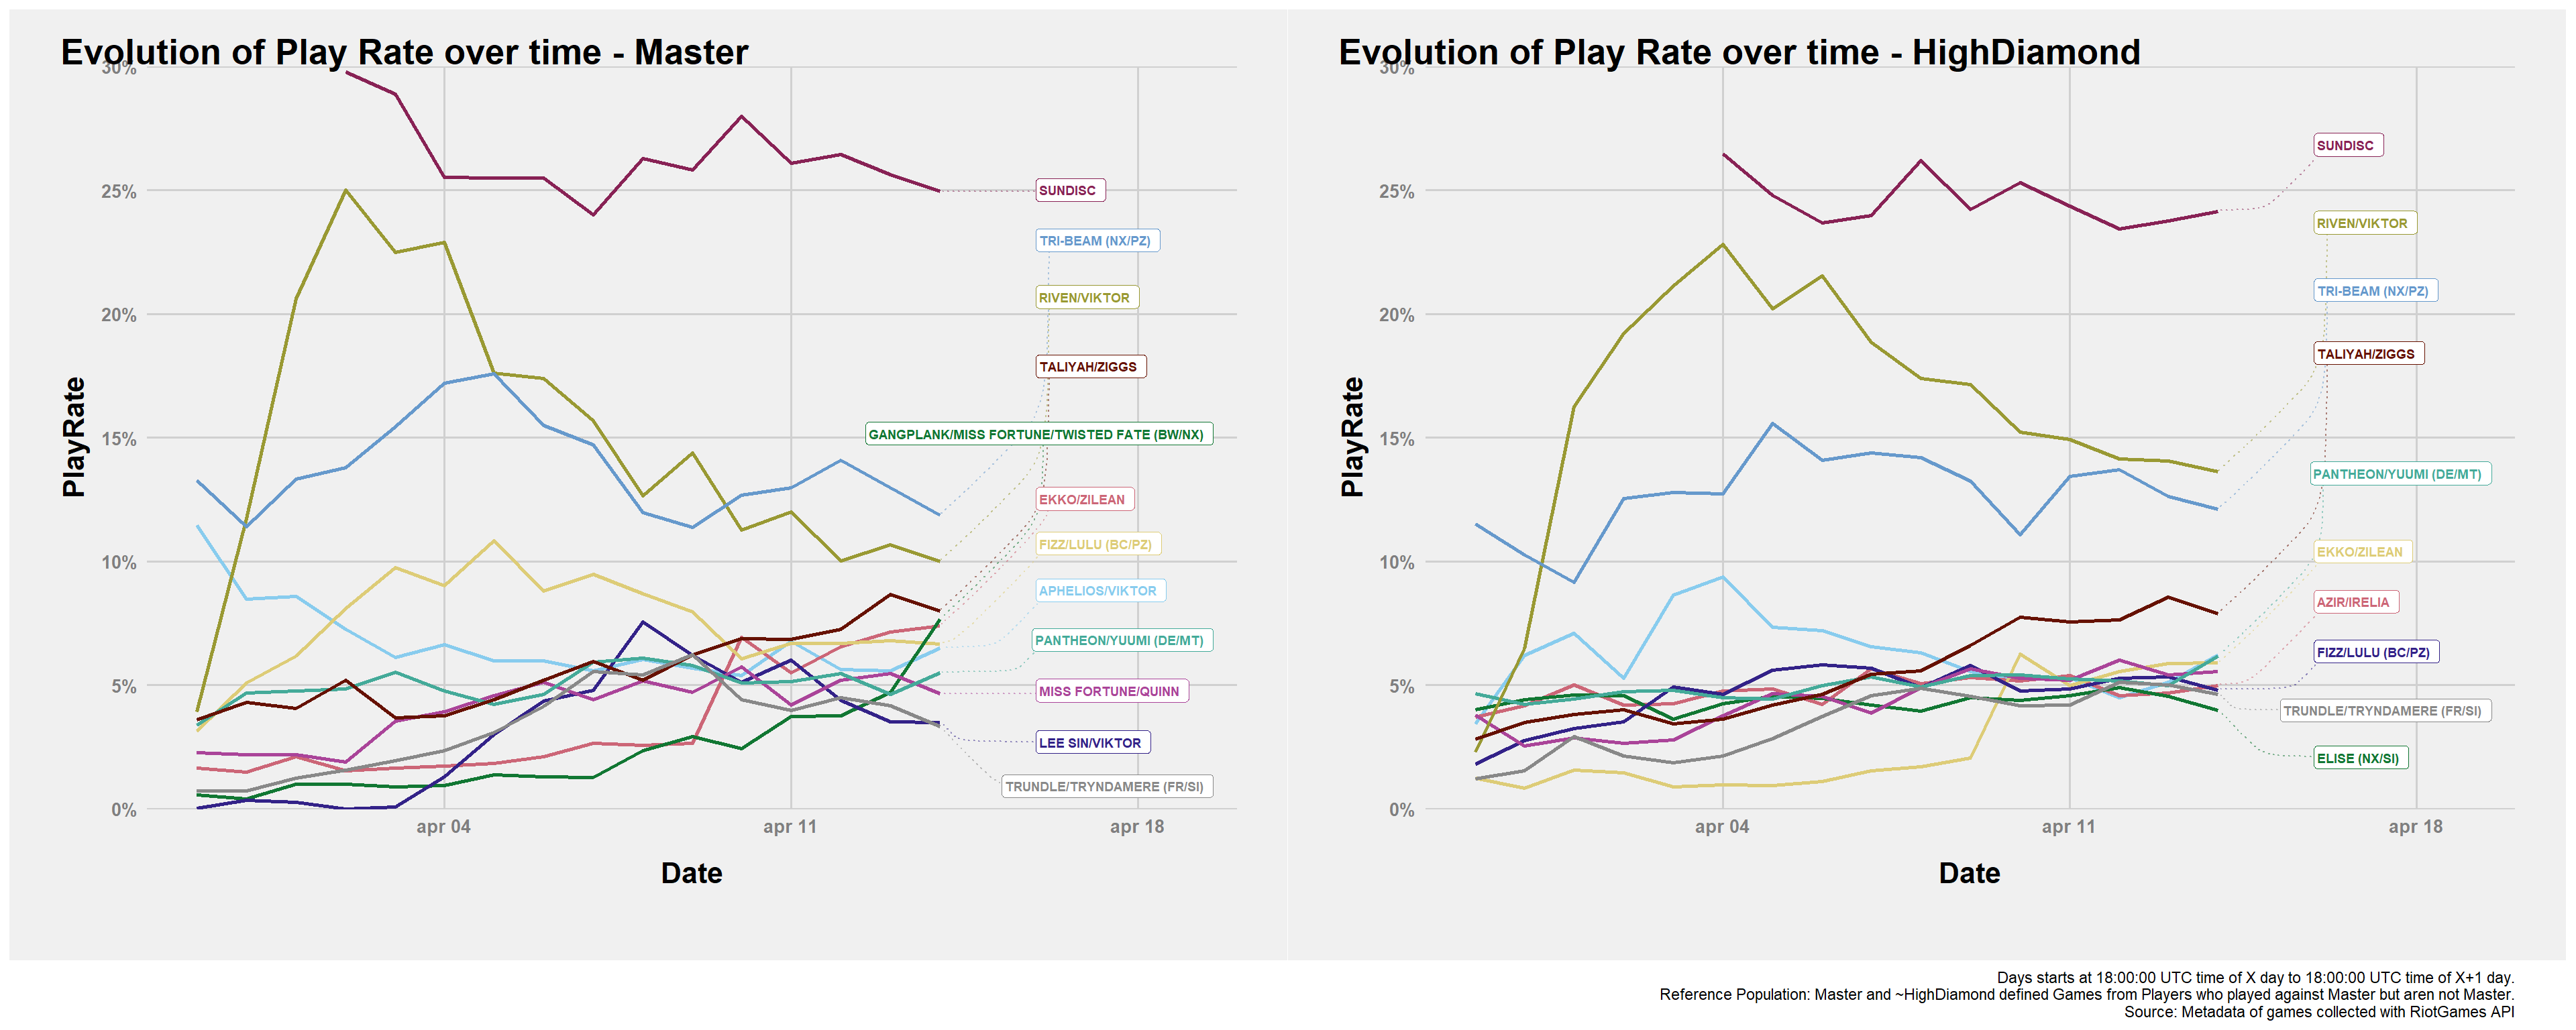 Evolution of Play Rate over time - Master
PlayRate
30%
25%
20%
15%
10%
5%
0%
apr 04
apr 11
apr 18
Date
SUNDISC
TRI-BEAM (NX/PZ)
RIVEN/VIKTOR
TALIYAH/ZIGGS
GANGPLANK/MISS FORTUNE/TWISTED FATE (BW/NX)
EKKO/ZILEAN
FIZZ/LULU (BC/PZ)
APHELIOS/VIKTOR
PANTHEON/YUUMI (DE/MT)
MISS FORTUNE/QUINN
LEE SIN/VIKTOR
TRUNDLE/TRYNDAMERE (FR/SI)
Evolution of Play Rate over time - HighDiamond
PlayRate
30%
25%
20%
15%
10%
5%
0%
apr 04
apr 11
apr 18
Date
SUNDISC
RIVEN/VIKTOR
TRI-BEAM (NX/PZ)
TALIYAH/ZIGGS
PANTHEON/YUUMI (DE/MT)
EKKO/ZILEAN
AZIR/IRELIA
FIZZ/LULU (BC/PZ)
TRUNDLE/TRYNDAMERE (FR/SI)
ELISE (NX/SI)
Days starts at 18:00:00 UTC time of X day to 18:00:00 UTC time of X+1 day.
Reference Population: Master and ~HighDiamond defined Games from Players who played against Master but aren not Master.
Source: Metadata of games collected with RiotGames API